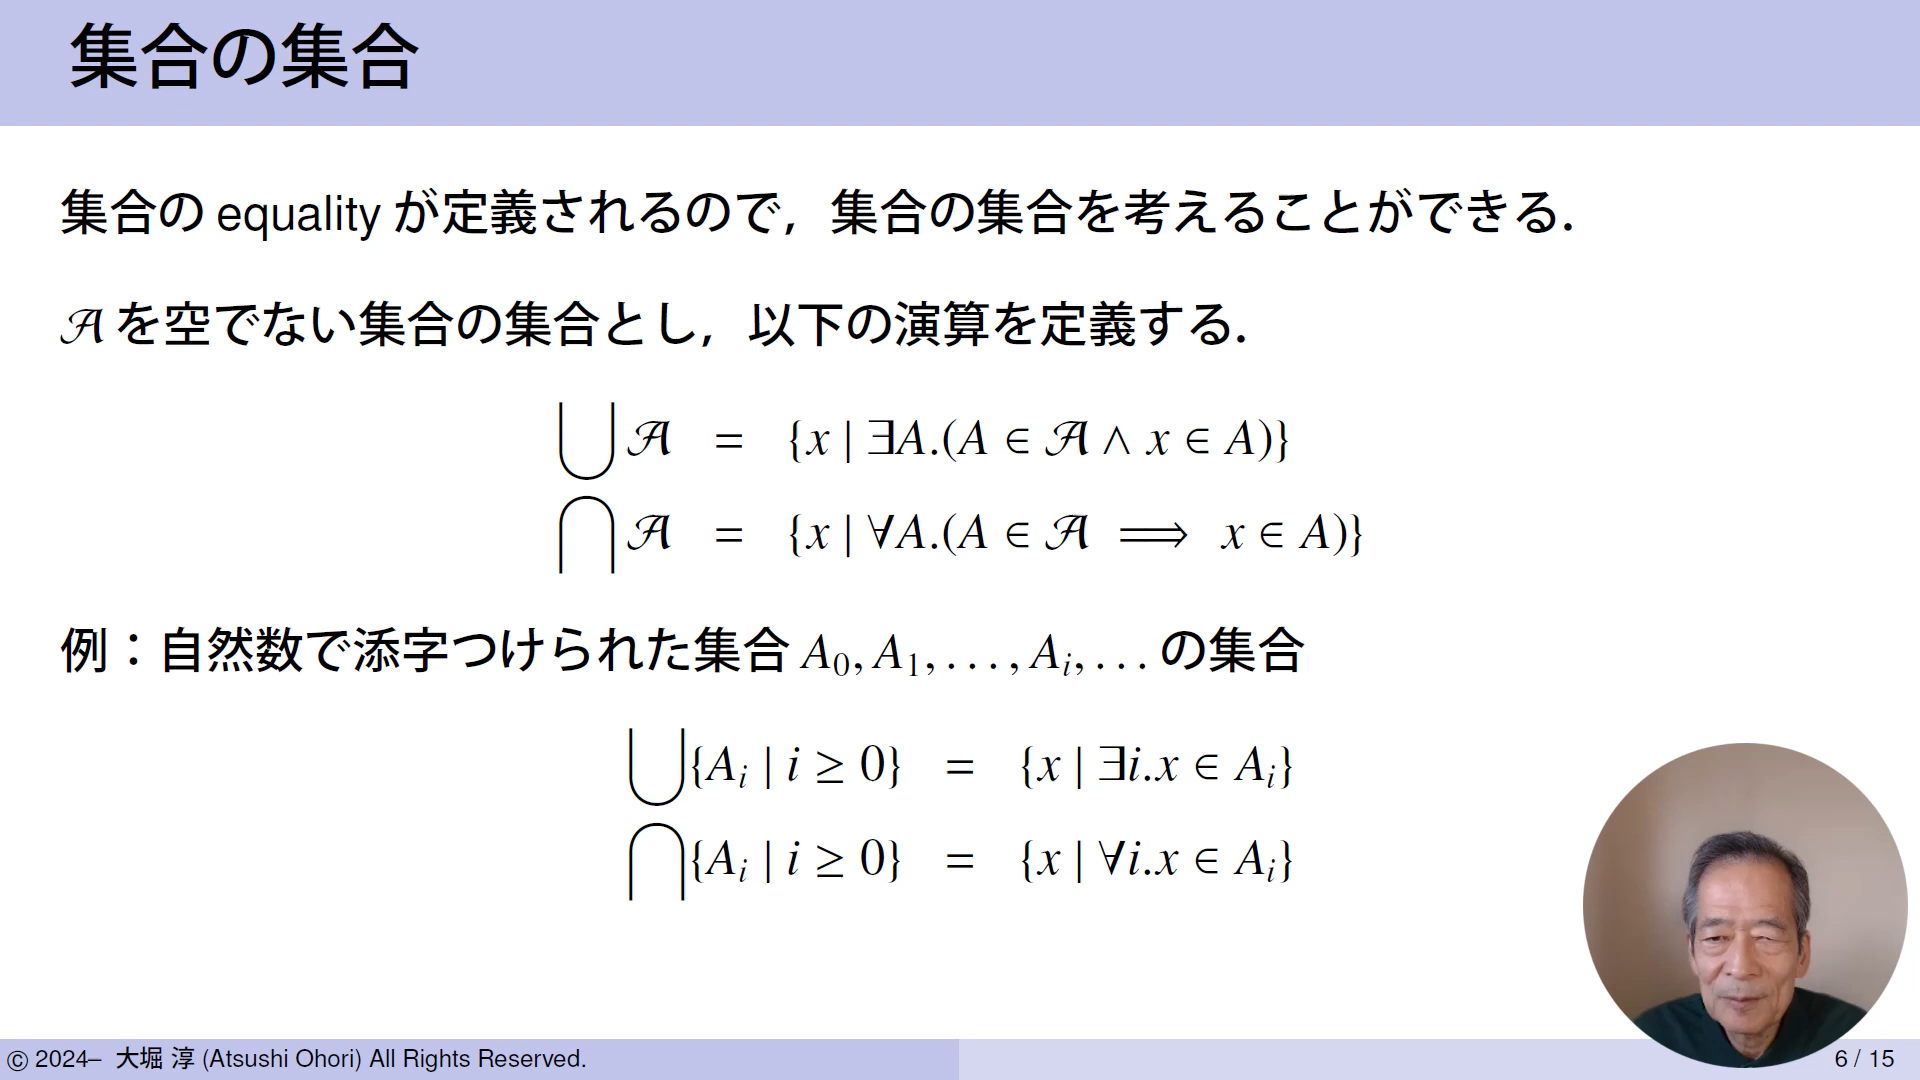 集合の集合
集合の equality が定義されるので，集合の集合を考えることができる．
𝒜 を空でない集合の集合とし，以下の演算を定義する．
⋃ 𝒜 = {x | ∃A.(A ∈ 𝒜 ∧ x ∈ A)}
⋂ 𝒜 = {x | ∀A.(A ∈ 𝒜 ⟹ x ∈ A)}
例：自然数で添字つけられた集合 A₀, A₁, . . . , Aᵢ, . . . の集合
⋃{Aᵢ | i ≥ 0} = {x | ∃i.x ∈ Aᵢ}
⋂{Aᵢ | i ≥ 0} = {x | ∀i.x ∈ Aᵢ}
© 2024– 大堀 淳 (Atsushi Ohori) All Rights Reserved.
6 / 15